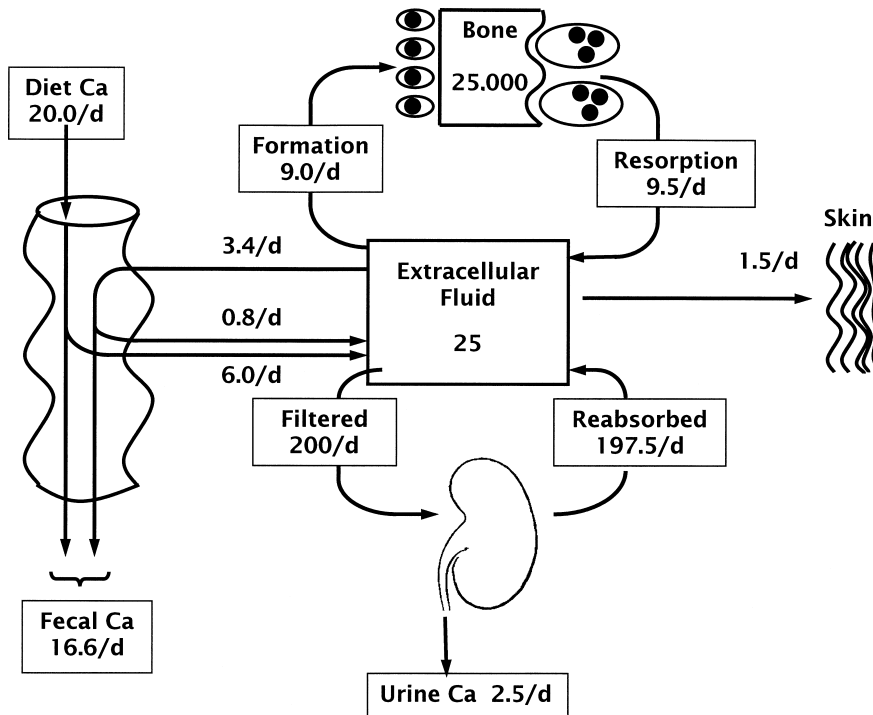 Bone
25.000
Diet Ca
20.0/d
Formation
9.0/d
Resorption
9.5/d
Skin
3.4/d
1.5/d
Extracellular
Fluid
25
0.8/d
6.0/d
Filtered
200/d
Reabsorbed
197.5/d
Fecal Ca
16.6/d
Urine Ca 2.5/d